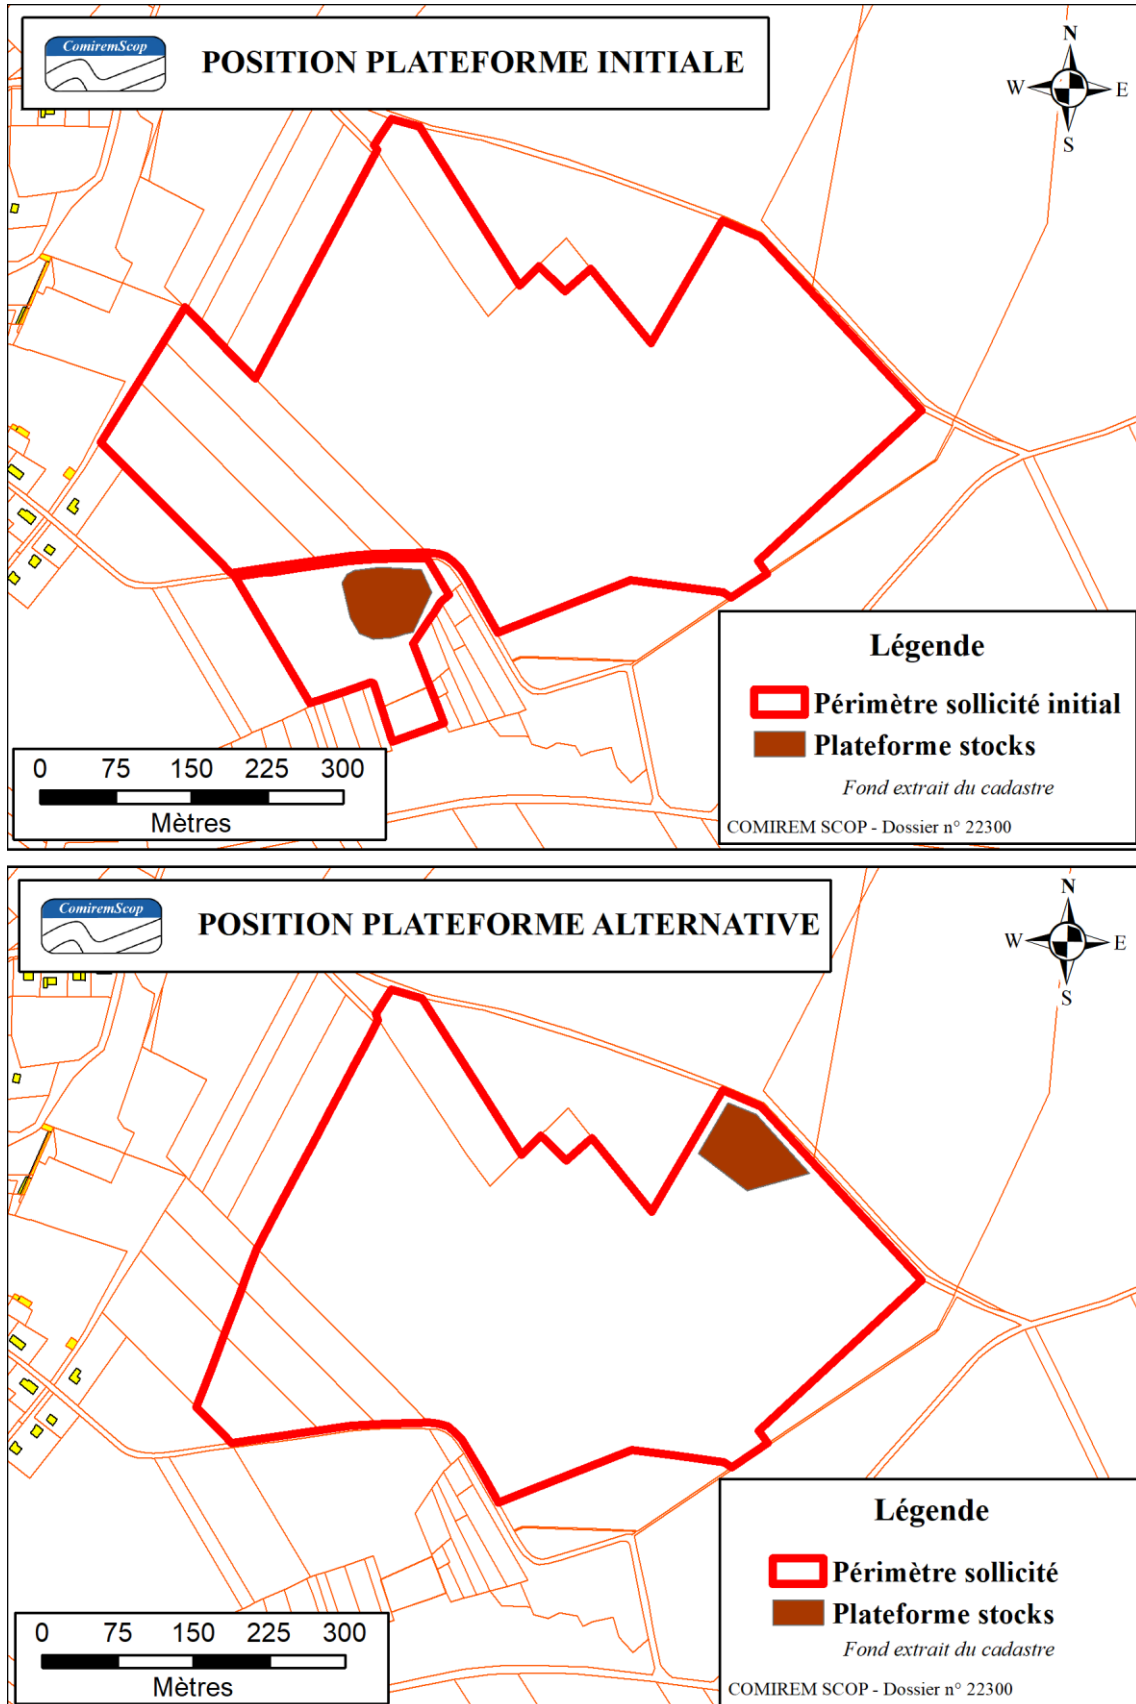 ComiremScop
POSITION PLATEFORME INITIALE
N
W
E
S
Légende
Périmètre sollicité initial
Plateforme stocks
Fond extrait du cadastre
COMIREM SCOP - Dossier n° 22300
0 75 150 225 300
Mètres
ComiremScop
POSITION PLATEFORME ALTERNATIVE
N
W
E
S
Légende
Périmètre sollicité
Plateforme stocks
Fond extrait du cadastre
COMIREM SCOP - Dossier n° 22300
0 75 150 225 300
Mètres